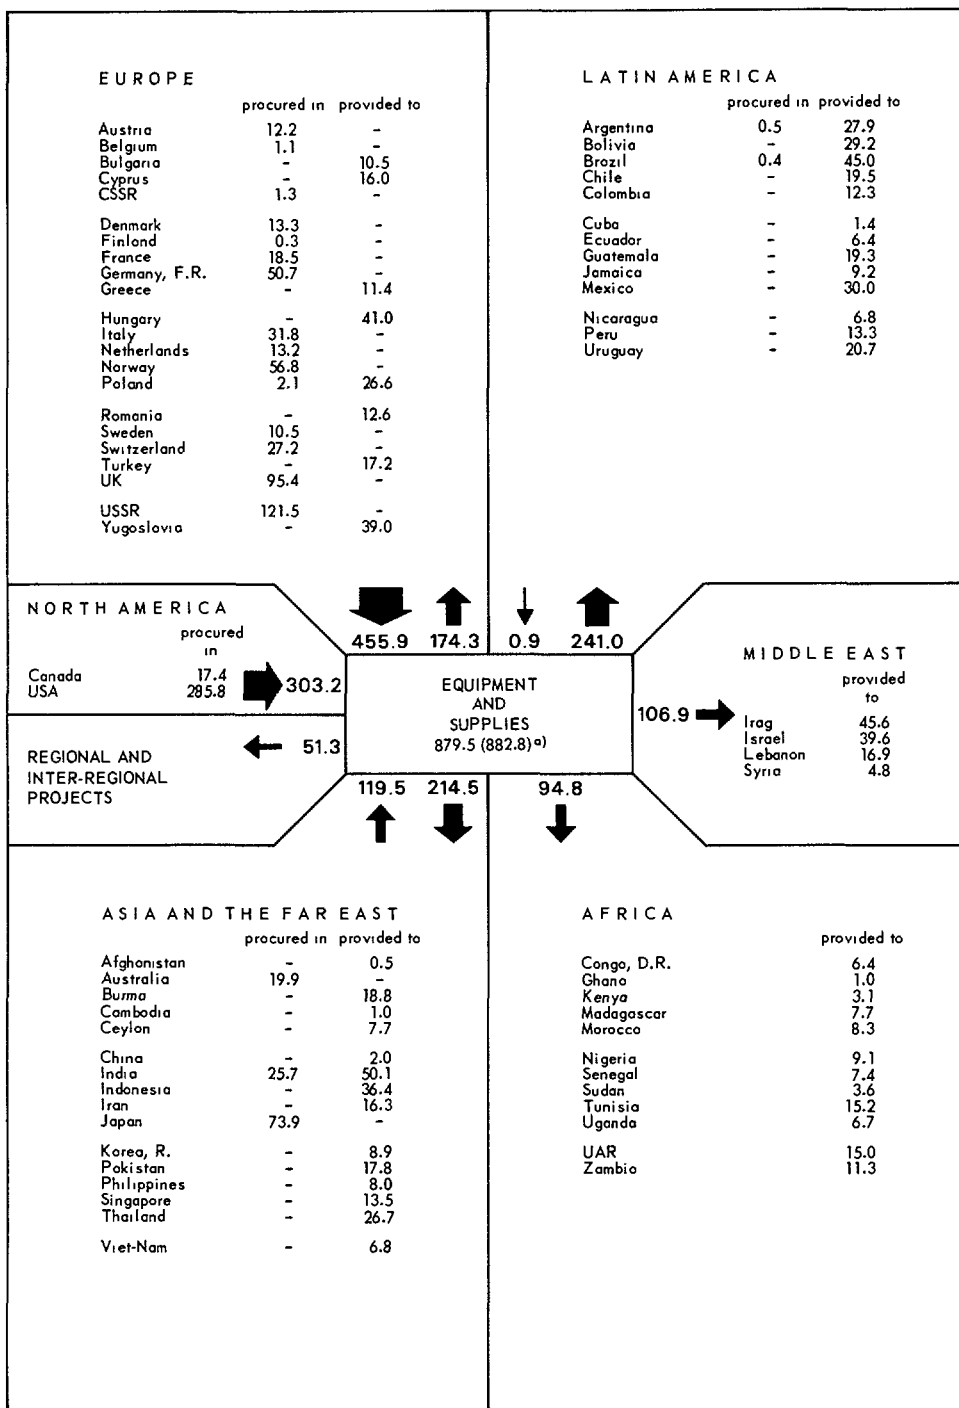 EUROPE
procured in provided to
Austria 12.2 -
Belgium 1.1 -
Bulgaria - 10.5
Cyprus - 16.0
CSSR 1.3 -
Denmark 13.3 -
Finland 0.3 -
France 18.5 -
Germany, F.R. 50.7 -
Greece - 11.4
Hungary - 41.0
Italy 31.8 -
Netherlands 13.2 -
Norway 56.8 -
Poland 2.1 26.6
Romania - 12.6
Sweden 10.5 -
Switzerland 27.2 -
Turkey - 17.2
UK 95.4 -
USSR 121.5 -
Yugoslavia - 39.0
LATIN AMERICA
procured in provided to
Argentina 0.5 27.9
Bolivia - 29.2
Brazil 0.4 45.0
Chile - 19.5
Colombia - 12.3
Cuba - 1.4
Ecuador - 6.4
Guatemala - 19.3
Jamaica - 9.2
Mexico - 30.0
Nicaragua - 6.8
Peru - 13.3
Uruguay - 20.7
NORTH AMERICA
procured
in
Canada 17.4
USA 285.8
303.2
455.9 174.3 0.9 241.0
EQUIPMENT
AND
SUPPLIES
879.5 (882.8) a)
MIDDLE EAST
provided
to
Iraq 45.6
Israel 39.6
Lebanon 16.9
Syria 4.8
106.9
REGIONAL AND
INTER-REGIONAL
PROJECTS
51.3
119.5 214.5 94.8
ASIA AND THE FAR EAST
procured in provided to
Afghanistan - 0.5
Australia 19.9 -
Burma - 18.8
Cambodia - 1.0
Ceylon - 7.7
China - 2.0
India 25.7 50.1
Indonesia - 36.4
Iran - 16.3
Japan 73.9 -
Korea, R. - 8.9
Pakistan - 17.8
Philippines - 8.0
Singapore - 13.5
Thailand - 26.7
Viet-Nam - 6.8
AFRICA
provided to
Congo, D.R. 6.4
Ghana 1.0
Kenya 3.1
Madagascar 7.7
Morocco 8.3
Nigeria 9.1
Senegal 7.4
Sudan 3.6
Tunisia 15.2
Uganda 6.7
UAR 15.0
Zambia 11.3